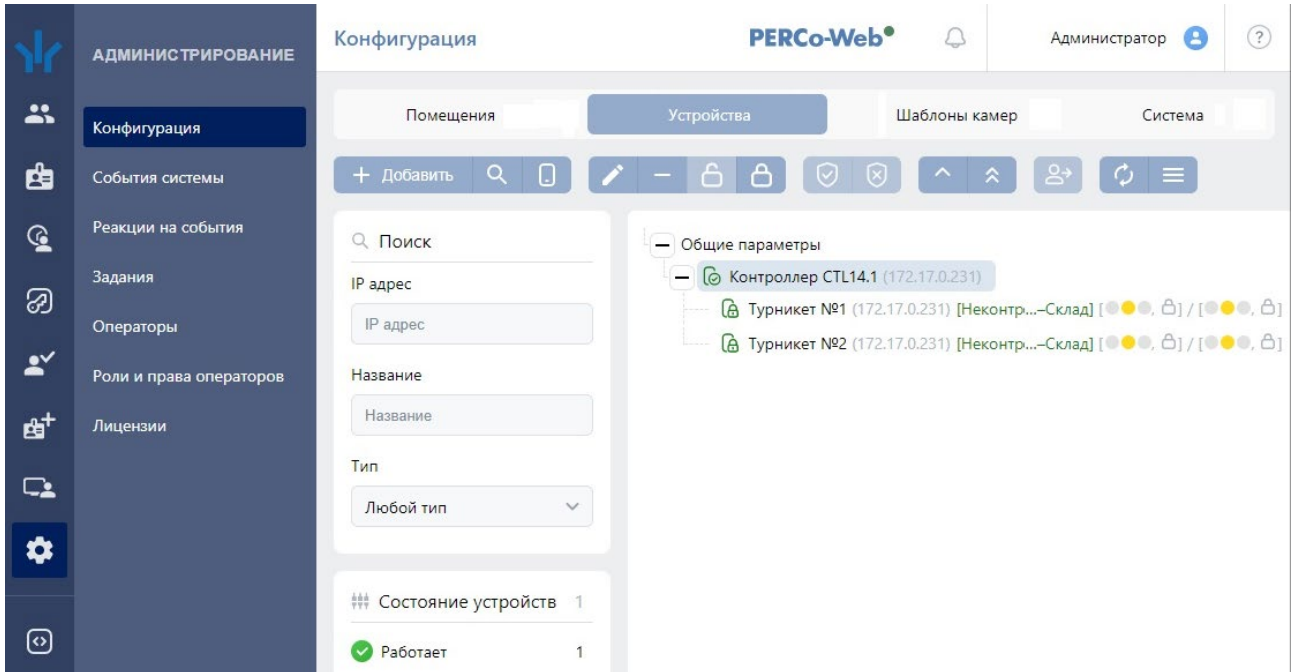 АДМИНИСТРИРОВАНИЕ
Конфигурация
События системы
Реакции на события
Задания
Операторы
Роли и права операторов
Лицензии
Конфигурация
PERCo-Web
Администратор
?
Помещения
Устройства
Шаблоны камер
Система
+ Добавить
Поиск
IP адрес
IP адрес
Название
Название
Тип
Любой тип
Состояние устройств 1
Работает 1
Общие параметры
Контроллер CTL14.1 (172.17.0.231)
Турникет №1 (172.17.0.231) [Неконтр...–Склад] [ , ] / [ , ]
Турникет №2 (172.17.0.231) [Неконтр...–Склад] [ , ] / [ , ]